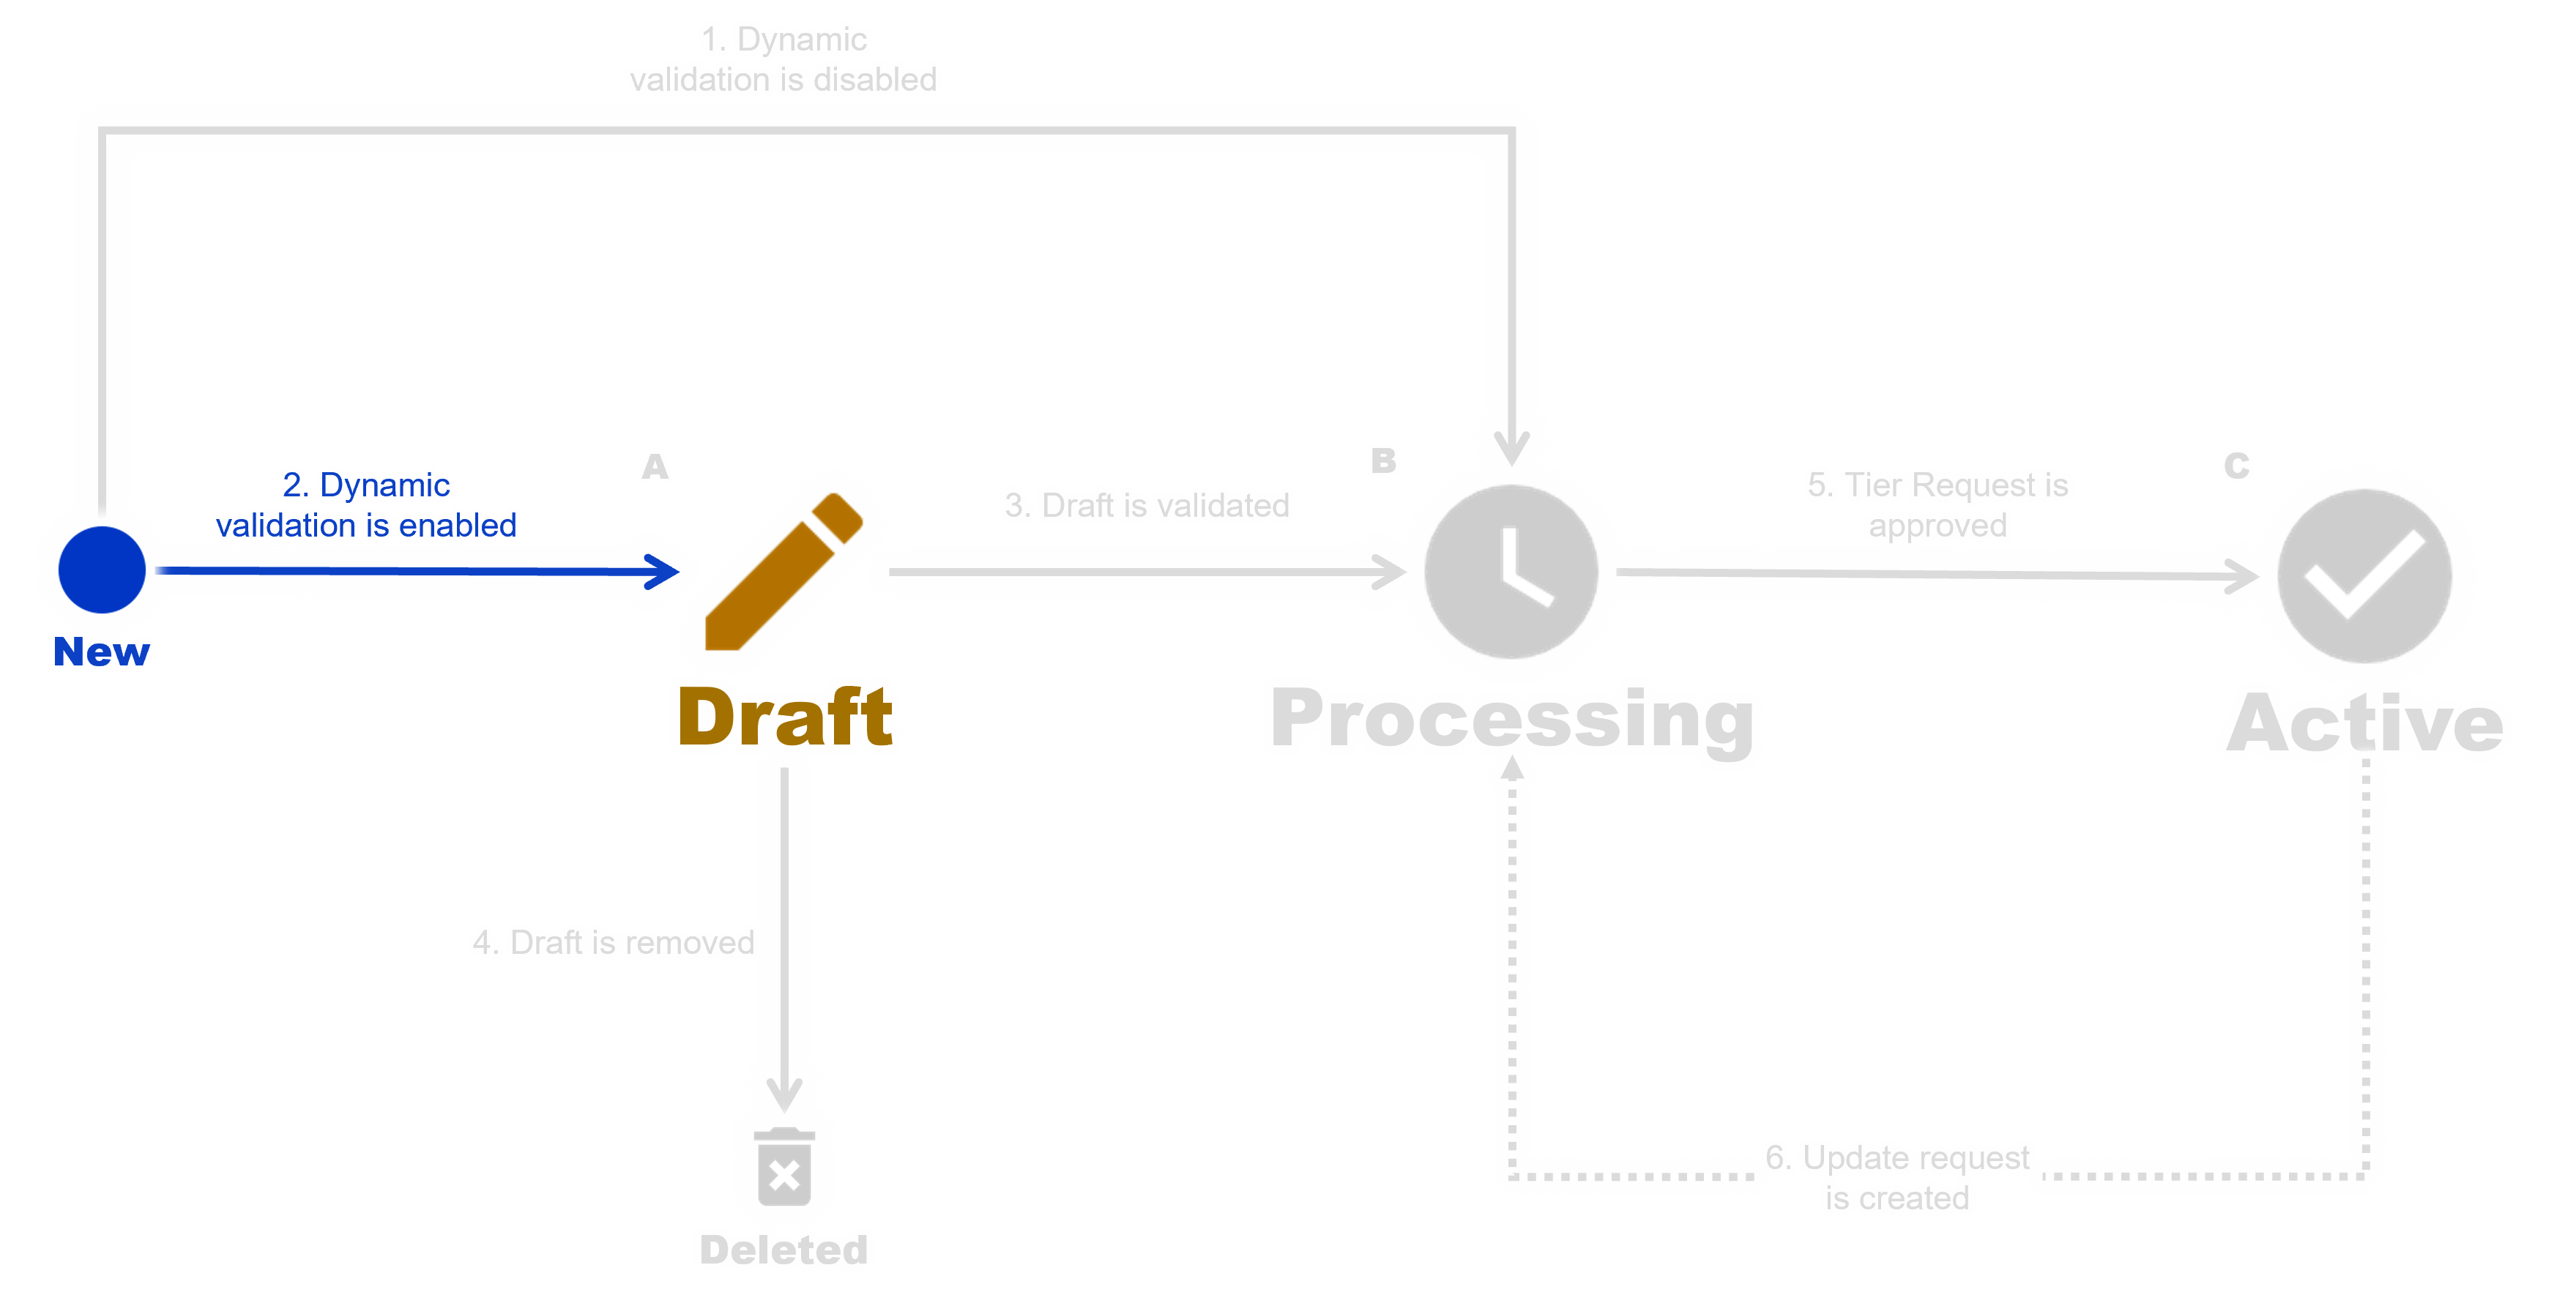 1. Dynamic
validation is disabled
2. Dynamic
validation is enabled
A
3. Draft is validated
B
5. Tier Request is
approved
C
New
Draft
Processing
Active
4. Draft is removed
6. Update request
is created
Deleted